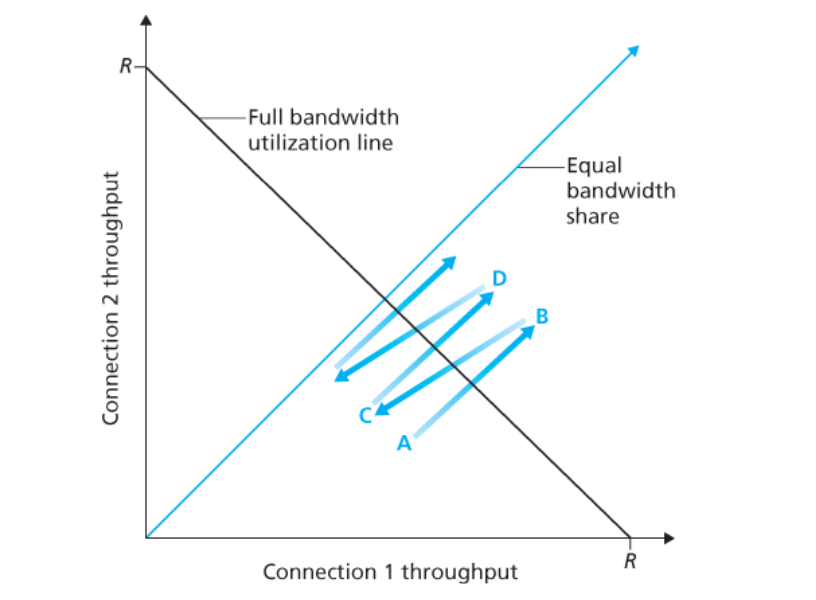 R
Full bandwidth
utilization line
Equal
bandwidth
share
Connection 2 throughput
D
B
C
A
R
Connection 1 throughput